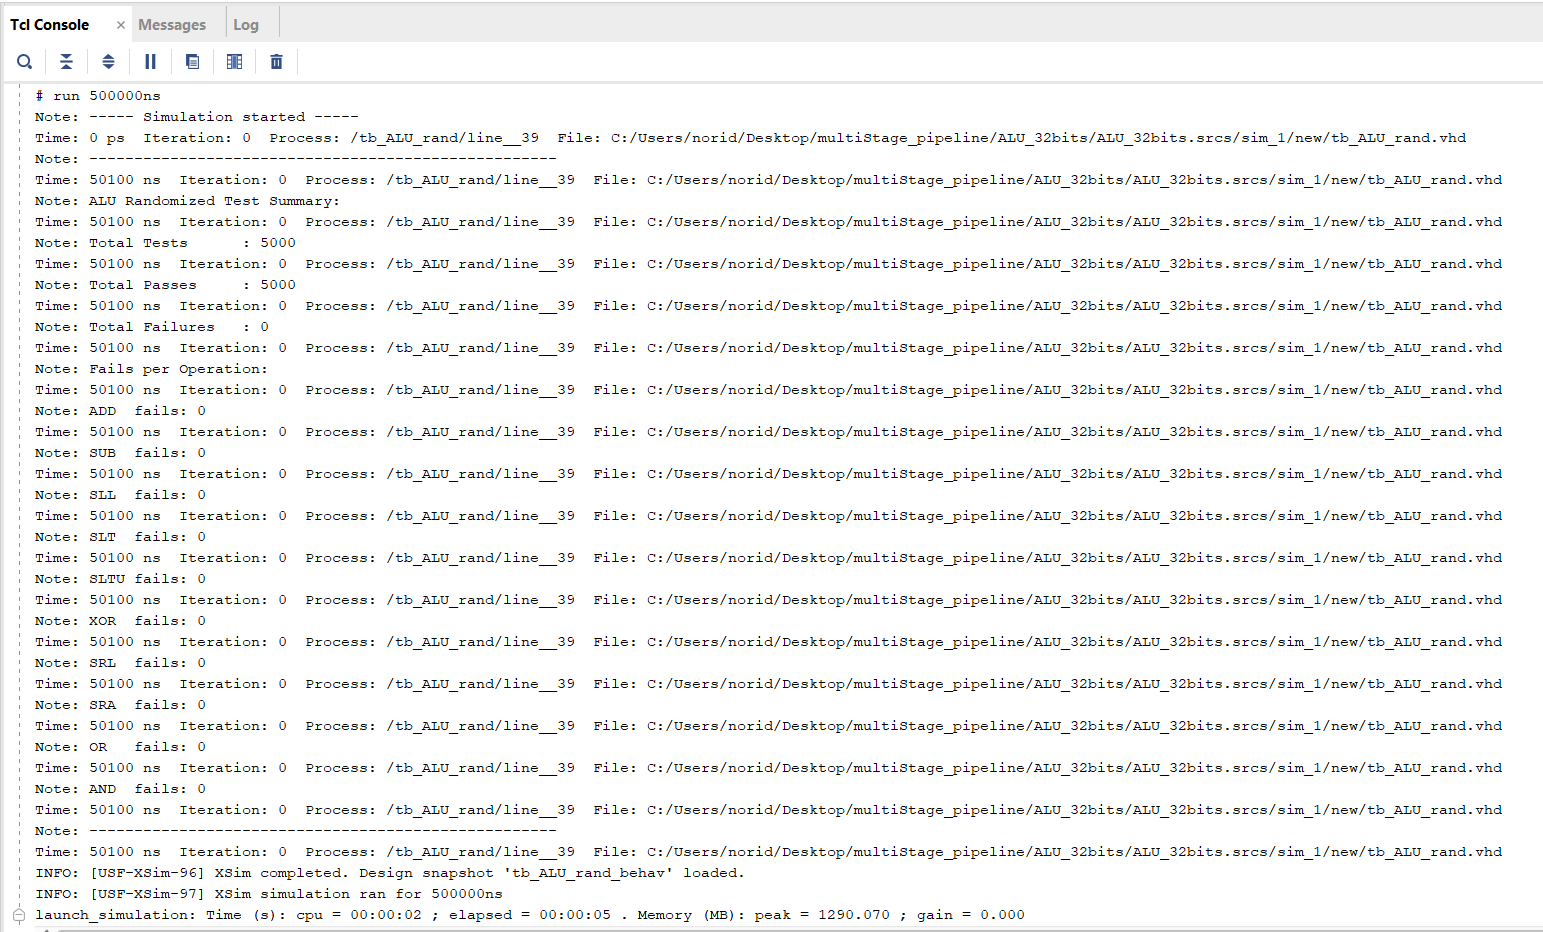 Tcl Console × Messages Log
# run 500000ns
Note: ----- Simulation started -----
Time: 0 ps  Iteration: 0  Process: /tb_ALU_rand/line__39  File: C:/Users/norid/Desktop/multiStage_pipeline/ALU_32bits/ALU_32bits.srcs/sim_1/new/tb_ALU_rand.vhd
Note: ----------------------------------------------------
Time: 50100 ns  Iteration: 0  Process: /tb_ALU_rand/line__39  File: C:/Users/norid/Desktop/multiStage_pipeline/ALU_32bits/ALU_32bits.srcs/sim_1/new/tb_ALU_rand.vhd
Note: ALU Randomized Test Summary:
Time: 50100 ns  Iteration: 0  Process: /tb_ALU_rand/line__39  File: C:/Users/norid/Desktop/multiStage_pipeline/ALU_32bits/ALU_32bits.srcs/sim_1/new/tb_ALU_rand.vhd
Note: Total Tests      : 5000
Time: 50100 ns  Iteration: 0  Process: /tb_ALU_rand/line__39  File: C:/Users/norid/Desktop/multiStage_pipeline/ALU_32bits/ALU_32bits.srcs/sim_1/new/tb_ALU_rand.vhd
Note: Total Passes     : 5000
Time: 50100 ns  Iteration: 0  Process: /tb_ALU_rand/line__39  File: C:/Users/norid/Desktop/multiStage_pipeline/ALU_32bits/ALU_32bits.srcs/sim_1/new/tb_ALU_rand.vhd
Note: Total Failures   : 0
Time: 50100 ns  Iteration: 0  Process: /tb_ALU_rand/line__39  File: C:/Users/norid/Desktop/multiStage_pipeline/ALU_32bits/ALU_32bits.srcs/sim_1/new/tb_ALU_rand.vhd
Note: Fails per Operation:
Time: 50100 ns  Iteration: 0  Process: /tb_ALU_rand/line__39  File: C:/Users/norid/Desktop/multiStage_pipeline/ALU_32bits/ALU_32bits.srcs/sim_1/new/tb_ALU_rand.vhd
Note: ADD  fails: 0
Time: 50100 ns  Iteration: 0  Process: /tb_ALU_rand/line__39  File: C:/Users/norid/Desktop/multiStage_pipeline/ALU_32bits/ALU_32bits.srcs/sim_1/new/tb_ALU_rand.vhd
Note: SUB  fails: 0
Time: 50100 ns  Iteration: 0  Process: /tb_ALU_rand/line__39  File: C:/Users/norid/Desktop/multiStage_pipeline/ALU_32bits/ALU_32bits.srcs/sim_1/new/tb_ALU_rand.vhd
Note: SLL  fails: 0
Time: 50100 ns  Iteration: 0  Process: /tb_ALU_rand/line__39  File: C:/Users/norid/Desktop/multiStage_pipeline/ALU_32bits/ALU_32bits.srcs/sim_1/new/tb_ALU_rand.vhd
Note: SLT  fails: 0
Time: 50100 ns  Iteration: 0  Process: /tb_ALU_rand/line__39  File: C:/Users/norid/Desktop/multiStage_pipeline/ALU_32bits/ALU_32bits.srcs/sim_1/new/tb_ALU_rand.vhd
Note: SLTU fails: 0
Time: 50100 ns  Iteration: 0  Process: /tb_ALU_rand/line__39  File: C:/Users/norid/Desktop/multiStage_pipeline/ALU_32bits/ALU_32bits.srcs/sim_1/new/tb_ALU_rand.vhd
Note: XOR  fails: 0
Time: 50100 ns  Iteration: 0  Process: /tb_ALU_rand/line__39  File: C:/Users/norid/Desktop/multiStage_pipeline/ALU_32bits/ALU_32bits.srcs/sim_1/new/tb_ALU_rand.vhd
Note: SRL  fails: 0
Time: 50100 ns  Iteration: 0  Process: /tb_ALU_rand/line__39  File: C:/Users/norid/Desktop/multiStage_pipeline/ALU_32bits/ALU_32bits.srcs/sim_1/new/tb_ALU_rand.vhd
Note: SRA  fails: 0
Time: 50100 ns  Iteration: 0  Process: /tb_ALU_rand/line__39  File: C:/Users/norid/Desktop/multiStage_pipeline/ALU_32bits/ALU_32bits.srcs/sim_1/new/tb_ALU_rand.vhd
Note: OR   fails: 0
Time: 50100 ns  Iteration: 0  Process: /tb_ALU_rand/line__39  File: C:/Users/norid/Desktop/multiStage_pipeline/ALU_32bits/ALU_32bits.srcs/sim_1/new/tb_ALU_rand.vhd
Note: AND  fails: 0
Time: 50100 ns  Iteration: 0  Process: /tb_ALU_rand/line__39  File: C:/Users/norid/Desktop/multiStage_pipeline/ALU_32bits/ALU_32bits.srcs/sim_1/new/tb_ALU_rand.vhd
Note: ----------------------------------------------------
Time: 50100 ns  Iteration: 0  Process: /tb_ALU_rand/line__39  File: C:/Users/norid/Desktop/multiStage_pipeline/ALU_32bits/ALU_32bits.srcs/sim_1/new/tb_ALU_rand.vhd
INFO: [USF-XSim-96] XSim completed. Design snapshot 'tb_ALU_rand_behav' loaded.
INFO: [USF-XSim-97] XSim simulation ran for 500000ns
launch_simulation: Time (s): cpu = 00:00:02 ; elapsed = 00:00:05 . Memory (MB): peak = 1290.070 ; gain = 0.000